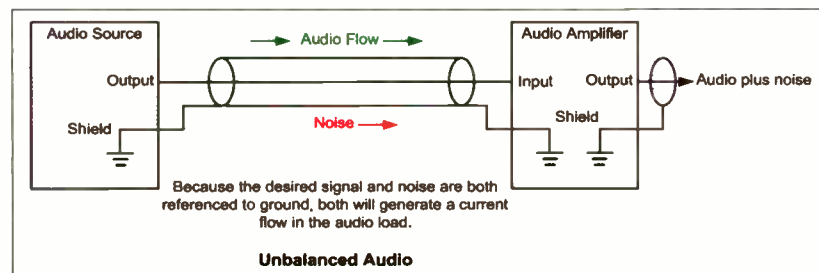 Audio Source
Audio Flow
Audio Amplifier
Output
Input
Output
Audio plus noise
Shield
Noise
Shield
Because the desired signal and noise are both
referenced to ground, both will generate a current
flow in the audio load.
Unbalanced Audio